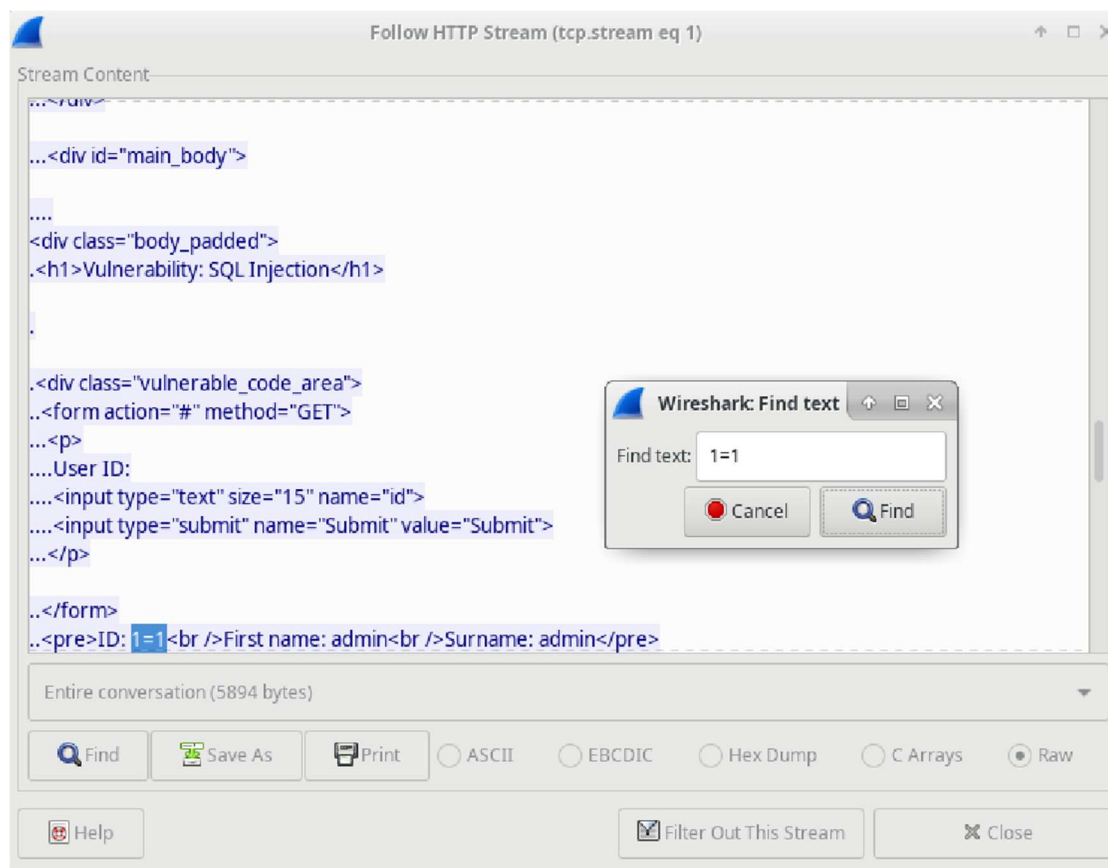 Follow HTTP Stream (tcp.stream eq 1)
Stream Content
...</div>
...<div id="main_body">
....
<div class="body_padded">
.<h1>Vulnerability: SQL Injection</h1>
.
.<div class="vulnerable_code_area">
..<form action="#" method="GET">
...<p>
....User ID:
....<input type="text" size="15" name="id">
....<input type="submit" name="Submit" value="Submit">
...</p>
..</form>
..<pre>ID: 1=1<br />First name: admin<br />Surname: admin</pre>
Wireshark: Find text
Find text: 1=1
Cancel Find
Entire conversation (5894 bytes)
Find Save As Print ASCII EBCDIC Hex Dump C Arrays Raw
Help Filter Out This Stream Close